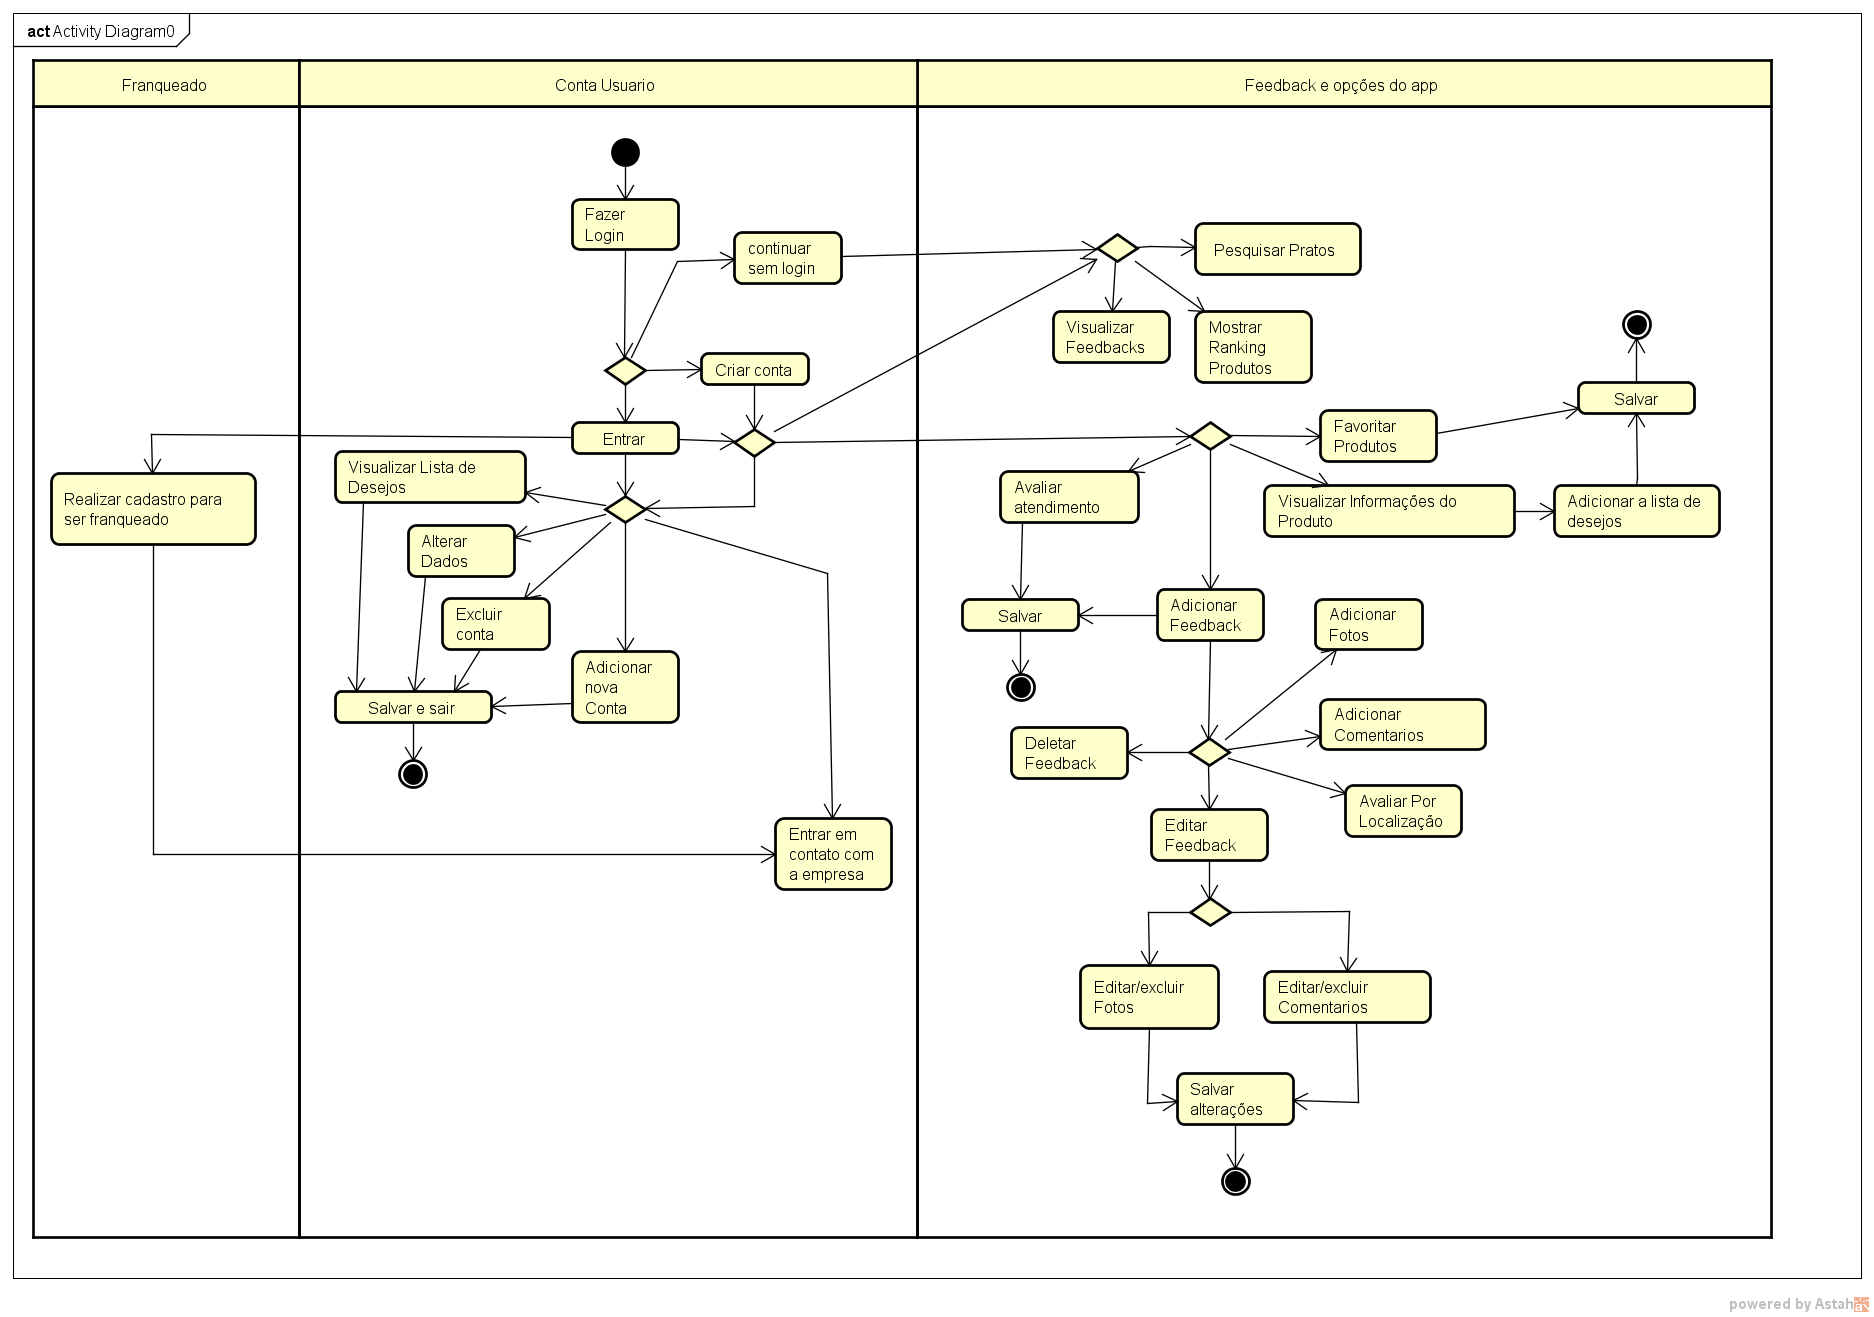 act Activity Diagram0
Franqueado
Conta Usuario
Feedback e opções do app
Fazer
Login
continuar
sem login
Criar conta
Entrar
Realizar cadastro para
ser franqueado
Visualizar Lista de
Desejos
Alterar
Dados
Excluir
conta
Adicionar
nova
Conta
Salvar e sair
Entrar em
contato com
a empresa
Pesquisar Pratos
Visualizar
Feedbacks
Mostrar
Ranking
Produtos
Salvar
Favoritar
Produtos
Avaliar
atendimento
Visualizar Informações do
Produto
Adicionar a lista de
desejos
Salvar
Adicionar
Feedback
Adicionar
Fotos
Adicionar
Comentarios
Deletar
Feedback
Avaliar Por
Localização
Editar
Feedback
Editar/excluir
Fotos
Editar/excluir
Comentarios
Salvar
alterações
powered by Astah